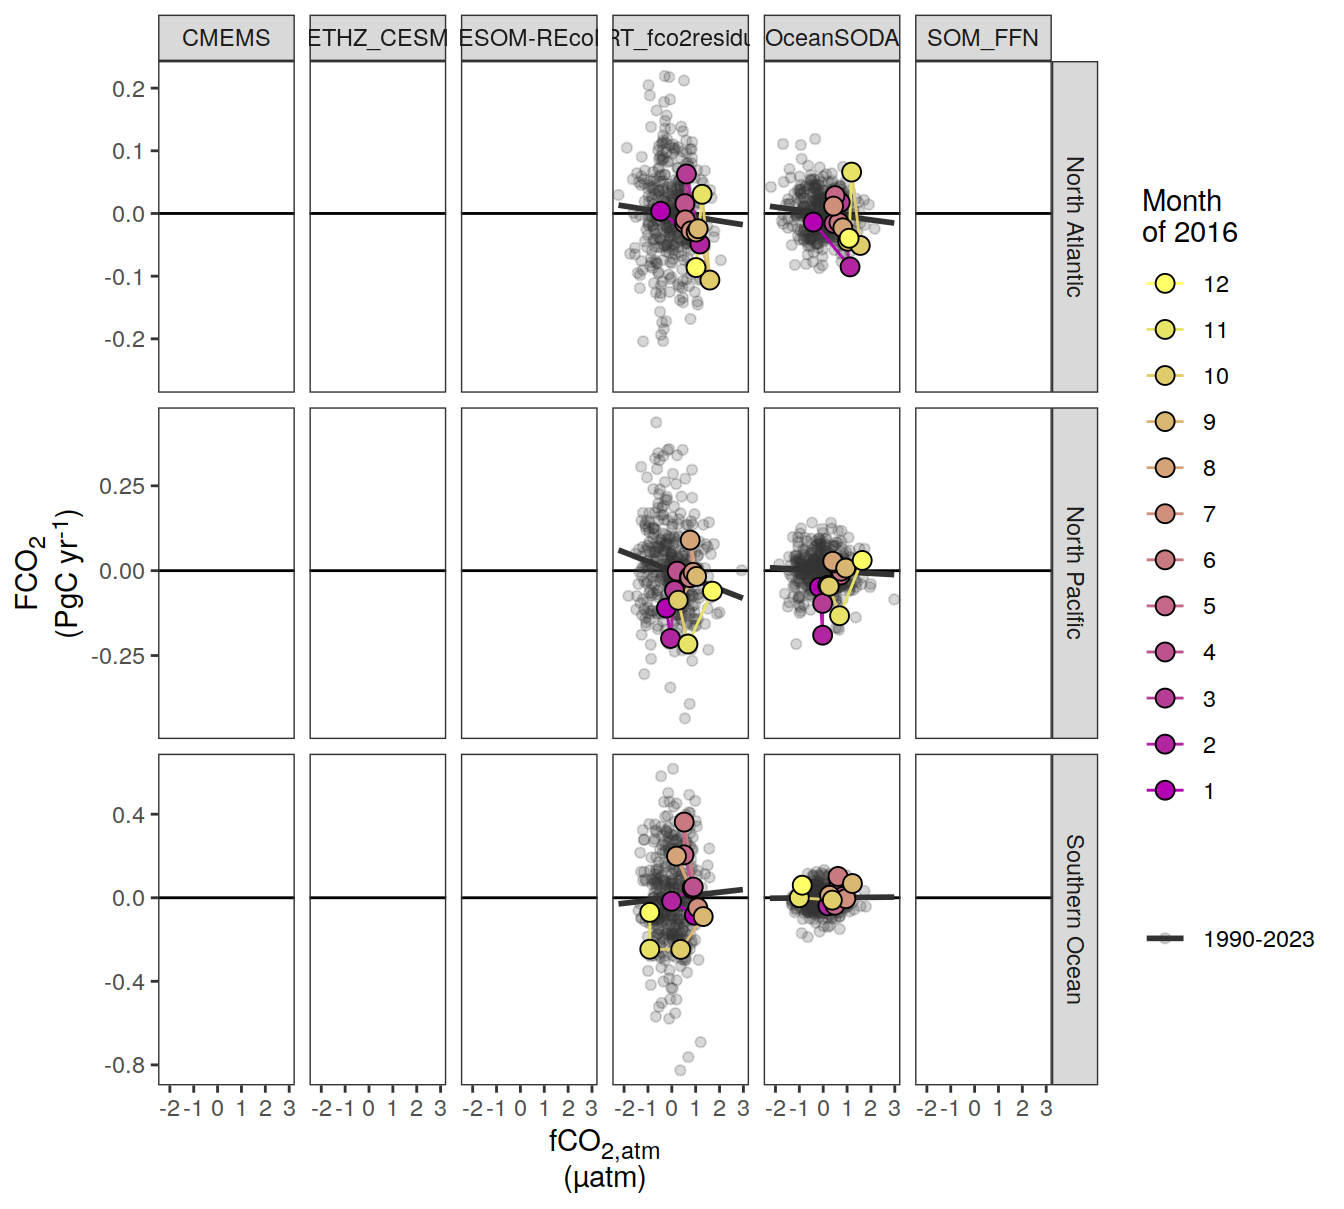 CMEMS ETHZ_CESM ESOM-REcol RT_fco2residu OceanSODA SOM_FFN
0.2
0.1
0.0
-0.1
-0.2
North Atlantic
0.25
0.00
-0.25
North Pacific
0.4
0.0
-0.4
-0.8
Southern Ocean
FCO2
(PgC yr-1)
-2 -1 0 1 2 3 -2 -1 0 1 2 3 -2 -1 0 1 2 3 -2 -1 0 1 2 3 -2 -1 0 1 2 3 -2 -1 0 1 2 3
fCO2,atm
(µatm)
Month
of 2016
12
11
10
9
8
7
6
5
4
3
2
1
1990-2023